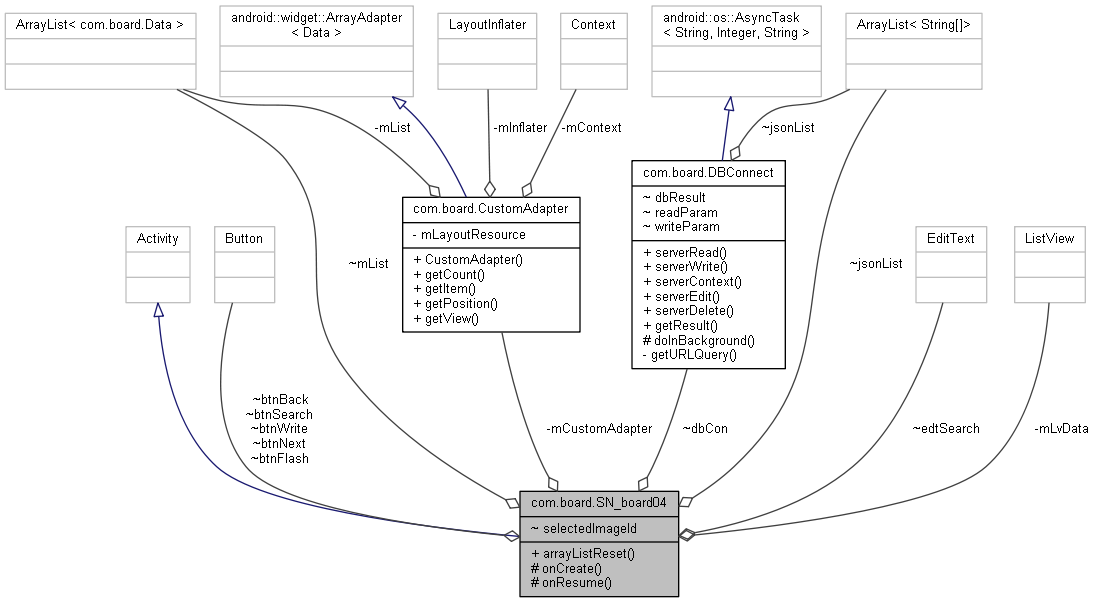 ArrayList< com.board.Data >
android::widget::ArrayAdapter
< Data >
LayoutInflater
Context
android::os::AsyncTask
< String, Integer, String >
ArrayList< String[]>
-mList
-mInflater
-mContext
~jsonList
com.board.DBConnect
~ dbResult
~ readParam
~ writeParam
+ serverRead()
+ serverWrite()
+ serverContext()
+ serverEdit()
+ serverDelete()
+ getResult()
# doInBackground()
- getURLQuery()
com.board.CustomAdapter
- mLayoutResource
+ CustomAdapter()
+ getCount()
+ getItem()
+ getPosition()
+ getView()
Activity
Button
EditText
ListView
~mList
~jsonList
~btnBack
~btnSearch
~btnWrite
~btnNext
~btnFlash
-mCustomAdapter
~dbCon
~edtSearch
-mLvData
com.board.SN_board04
~ selectedImageId
+ arrayListReset()
# onCreate()
# onResume()